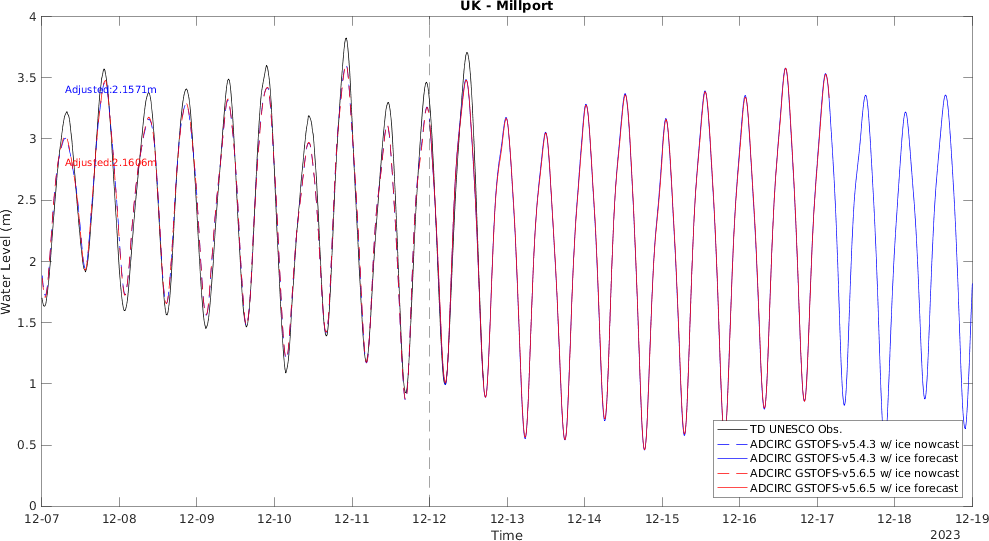 UK - Millport
4
3.5
3
2.5
2
1.5
1
0.5
0
Water Level (m)
Adjusted:2.1571m
Adjusted:2.1606m
TD UNESCO Obs.
ADCIRC GSTOFS-v5.4.3 w/ ice nowcast
ADCIRC GSTOFS-v5.4.3 w/ ice forecast
ADCIRC GSTOFS-v5.6.5 w/ ice nowcast
ADCIRC GSTOFS-v5.6.5 w/ ice forecast
12-07 12-08 12-09 12-10 12-11 12-12 12-13 12-14 12-15 12-16 12-17 12-18 12-19
Time
2023